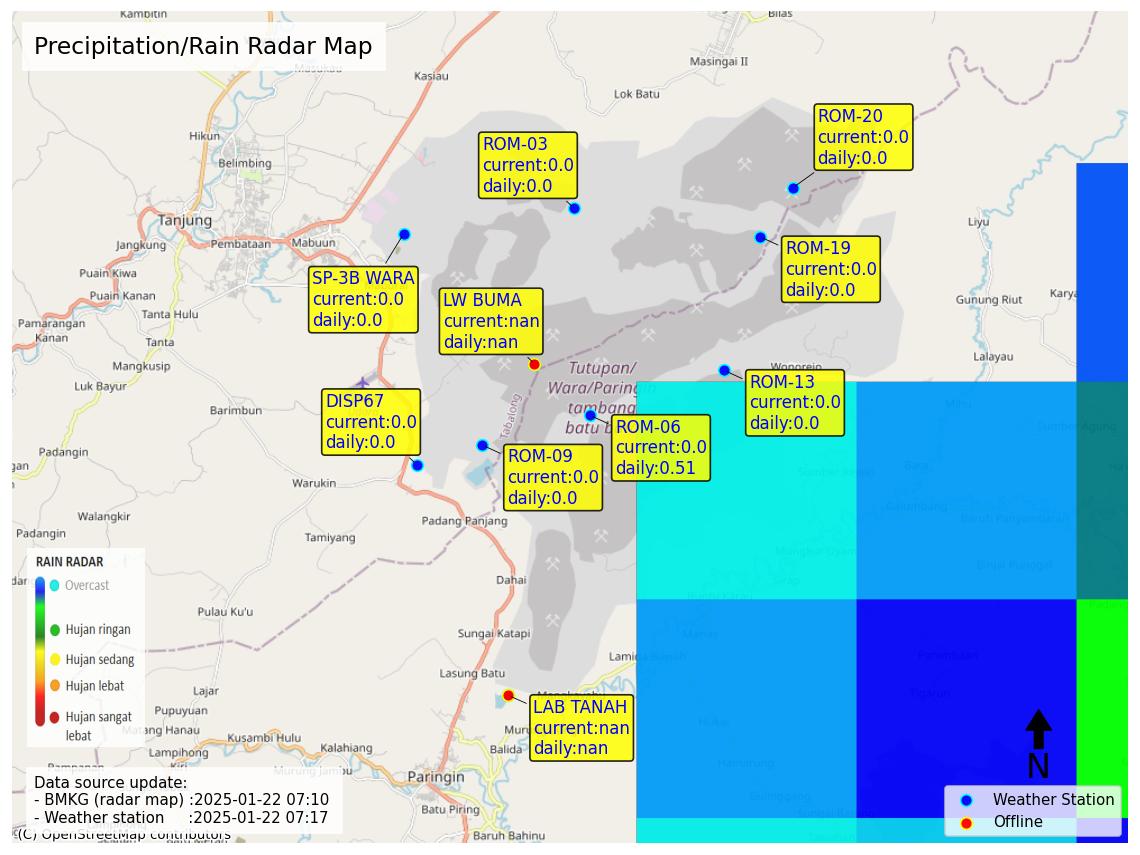 Kambitin
Bilas
Precipitation/Rain Radar Map
Masukau
Kasiau
Masingai II
Lok Batu
ROM-20
current:0.0
daily:0.0
Hikun
ROM-03
current:0.0
daily:0.0
Belimbing
Tanjung
Liyu
Jangkung
Pembataan
Mabuun
ROM-19
current:0.0
daily:0.0
Puain Kiwa
SP-3B WARA
current:0.0
daily:0.0
Puain Kanan
LW BUMA
current:nan
daily:nan
Gunung Riut
Karya
Tanta Hulu
Pamarangan
Kanan
Tanta
Lalayau
Mangkusip
Tutupan/
Wara/Paringin
tambang
batu b
Wonorejo
Luk Bayur
ROM-13
current:0.0
daily:0.0
DISP67
current:0.0
daily:0.0
Barimbun
Tabalong
Mihu
ROM-06
current:0.0
daily:0.51
Sumber Agung
Padangin
ROM-09
current:0.0
daily:0.0
gan
Warukin
Walangkir
Padang Panjang
Galumbang
Baruh Panyambaran
Padangin
Tamiyang
Binjai Punggal
Dahai
RAIN RADAR
Overcast
Hujan ringan
Hujan sedang
Hujan lebat
Hujan sangat
lebat
Pulau Ku'u
Sungai Katapi
Lasung Batu
Lajar
Pupuyuan
LAB TANAH
current:nan
daily:nan
Matang Hanau
Kusambi Hulu
Balida
Lampihong
Kalahiang
Murung Jambu
Paringin
N
Data source update:
- BMKG (radar map) :2025-01-22 07:10
- Weather station :2025-01-22 07:17
Weather Station
Offline
Batu Piring
Baruh Bahinu
(C) OpenStreetMap contributors